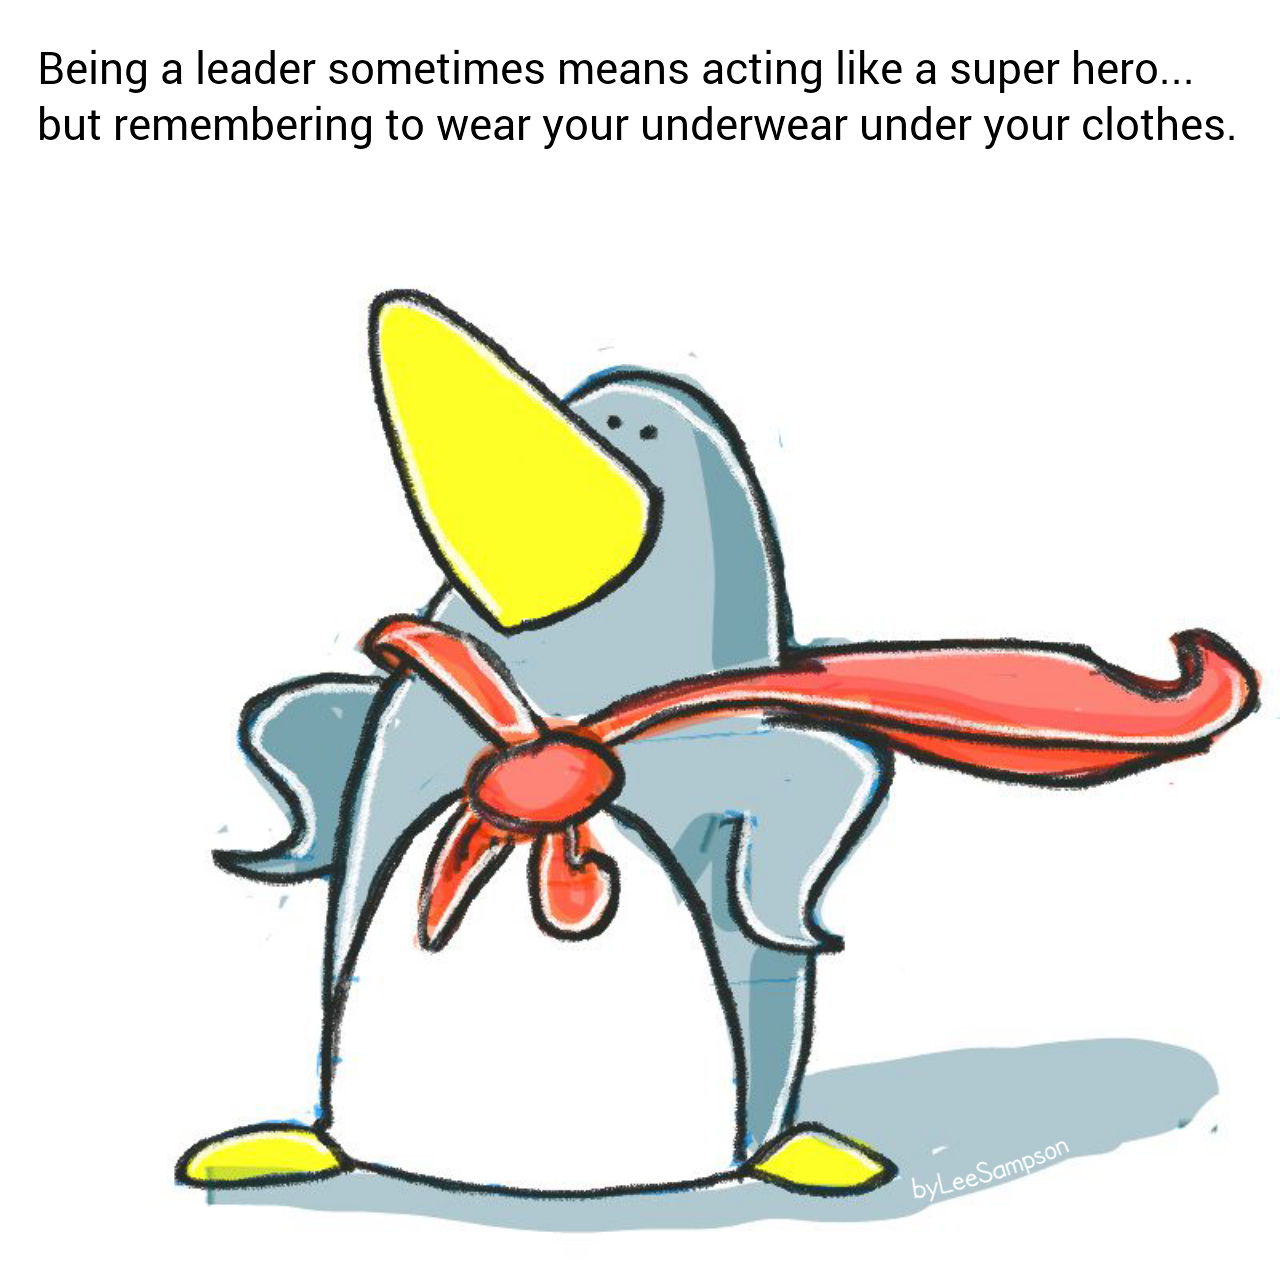 Being a leader sometimes means acting like a super hero...
but remembering to wear your underwear under your clothes.
byLeeSampson